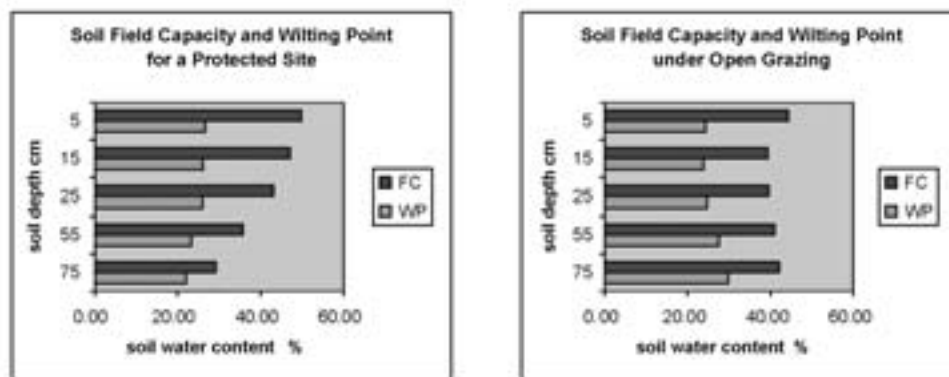 Soil Field Capacity and Wilting Point
for a Protected Site
soil depth cm
5
15
25
55
75
0.00 20.00 40.00 60.00
soil water content %
FC
WP
Soil Field Capacity and Wilting Point
under Open Grazing
soil depth cm
5
15
25
55
75
0.00 20.00 40.00 60.00
soil water content %
FC
WP